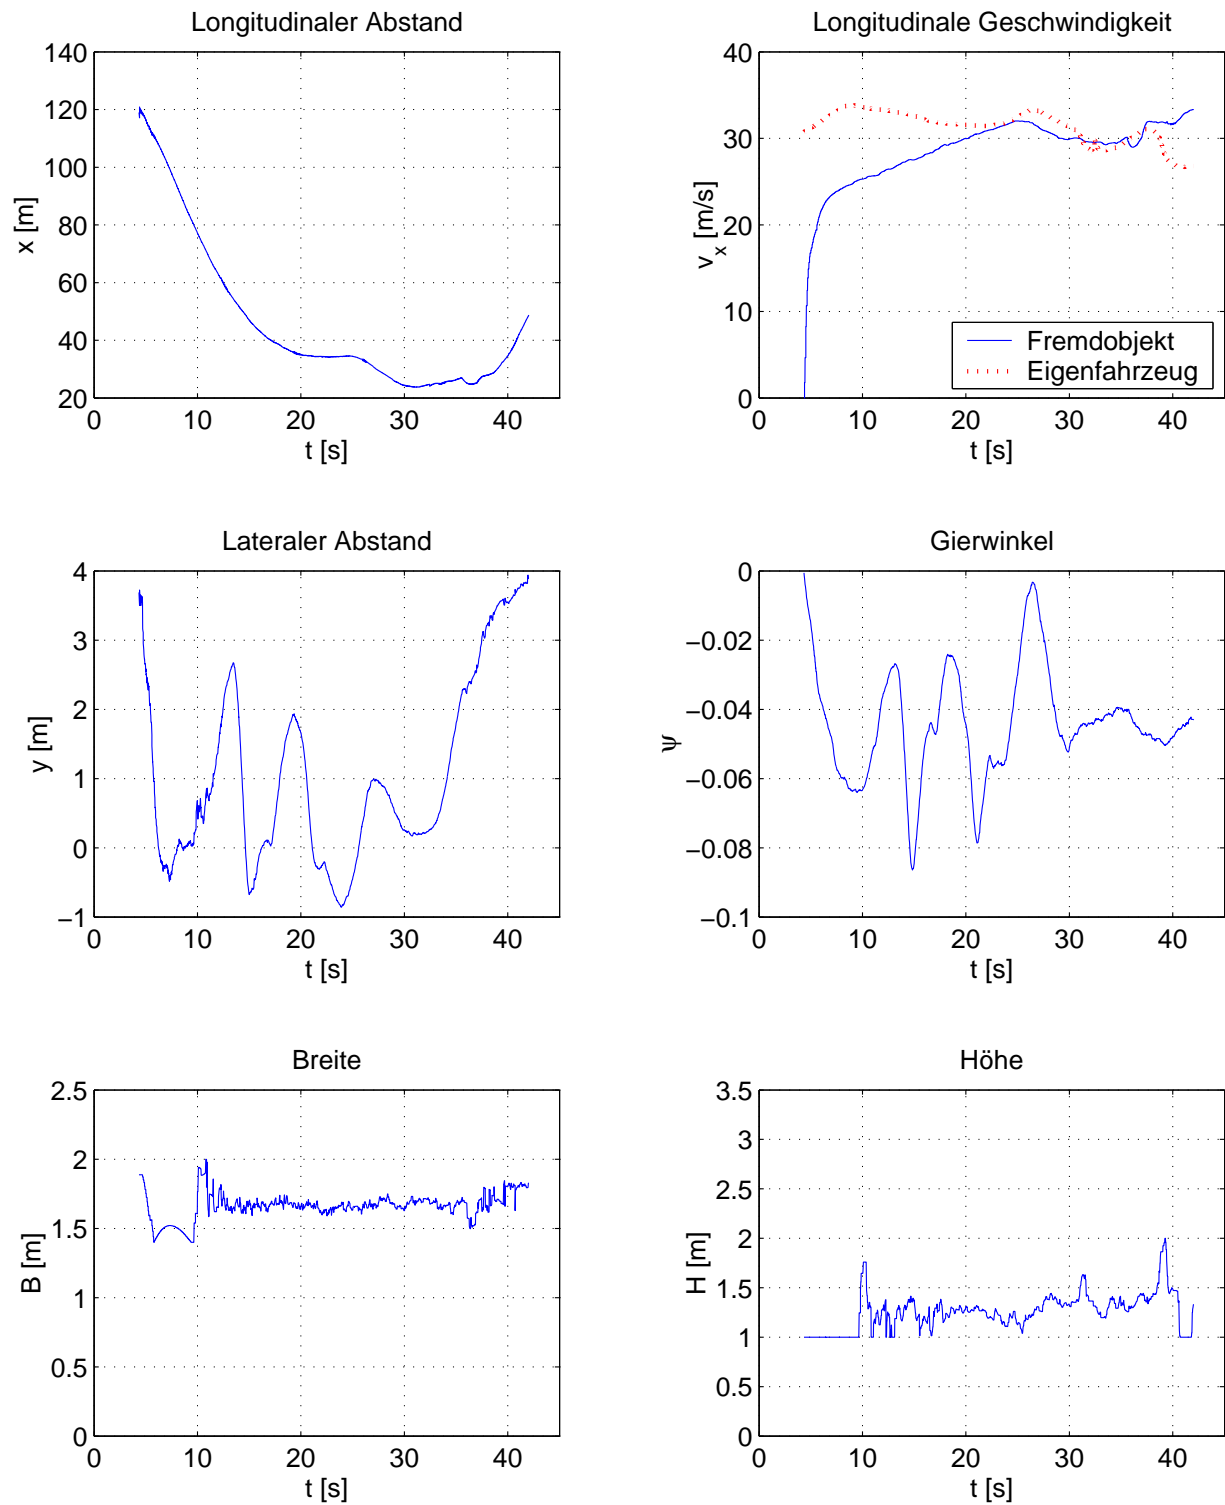 Longitudinaler Abstand
140
120
100
80
60
40
20
x [m]
0 10 20 30 40
t [s]
Longitudinale Geschwindigkeit
40
30
20
10
0
v_x [m/s]
Fremdobjekt
Eigenfahrzeug
0 10 20 30 40
t [s]
Lateraler Abstand
4
3
2
1
0
−1
y [m]
0 10 20 30 40
t [s]
Gierwinkel
0
−0.02
−0.04
−0.06
−0.08
−0.1
ψ
0 10 20 30 40
t [s]
Breite
2.5
2
1.5
1
0.5
0
B [m]
0 10 20 30 40
t [s]
Höhe
3.5
3
2.5
2
1.5
1
0.5
0
H [m]
0 10 20 30 40
t [s]